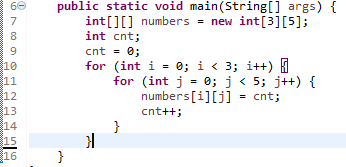 6 public static void main(String[] args) {
7 int[][] numbers = new int[3][5];
8 int cnt;
9 cnt = 0;
10 for (int i = 0; i < 3; i++) {
11 for (int j = 0; j < 5; j++) {
12 numbers[i][j] = cnt;
13 cnt++;
14 }
15 }
16 }